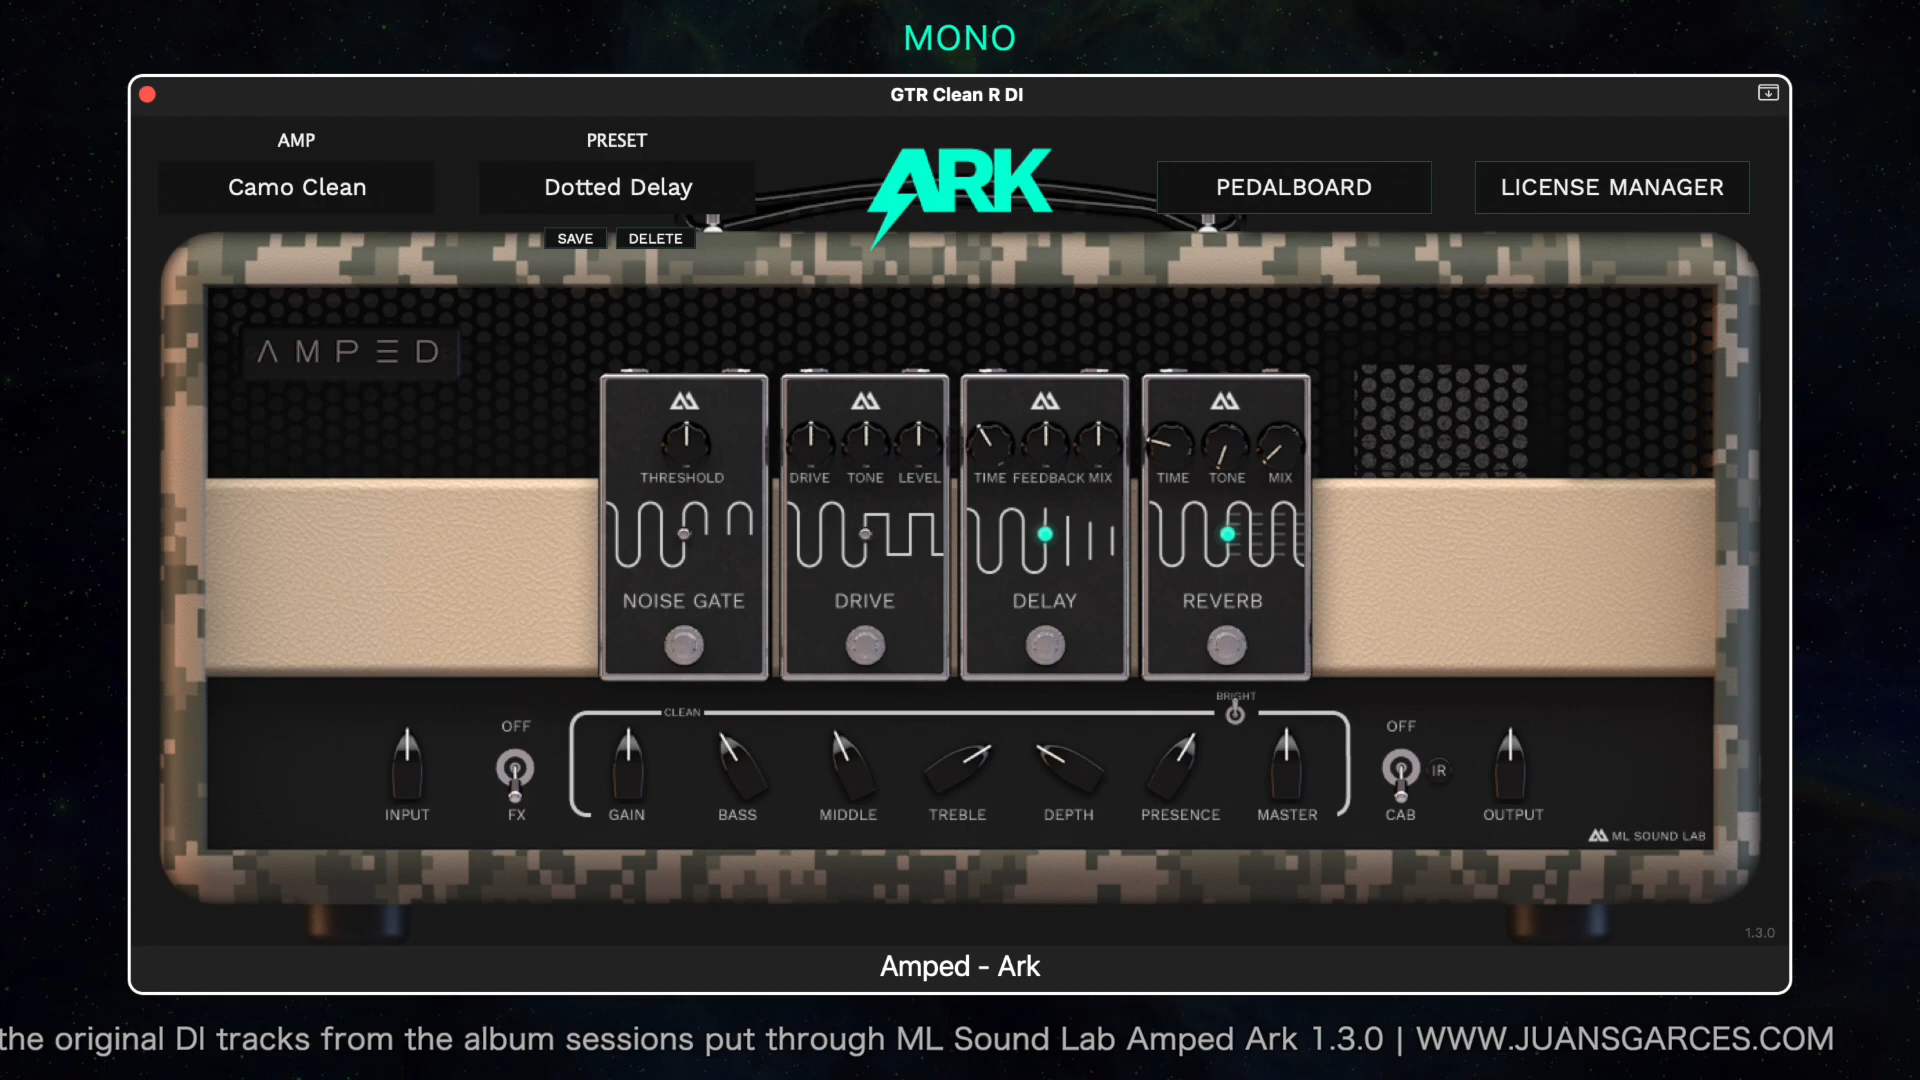 MONO
GTR Clean R DI
AMP
PRESET
Camo Clean
Dotted Delay
ARK
PEDALBOARD
LICENSE MANAGER
SAVE
DELETE
AMPED
THRESHOLD
DRIVE TONE LEVEL
TIME FEEDBACK MIX
TIME TONE MIX
NOISE GATE
DRIVE
DELAY
REVERB
BRIGHT
CLEAN
OFF
OFF
IR
INPUT
FX
GAIN
BASS
MIDDLE
TREBLE
DEPTH
PRESENCE
MASTER
CAB
OUTPUT
ML SOUND LAB
1.3.0
Amped - Ark
the original DI tracks from the album sessions put through ML Sound Lab Amped Ark 1.3.0 | WWW.JUANSGARCES.COM